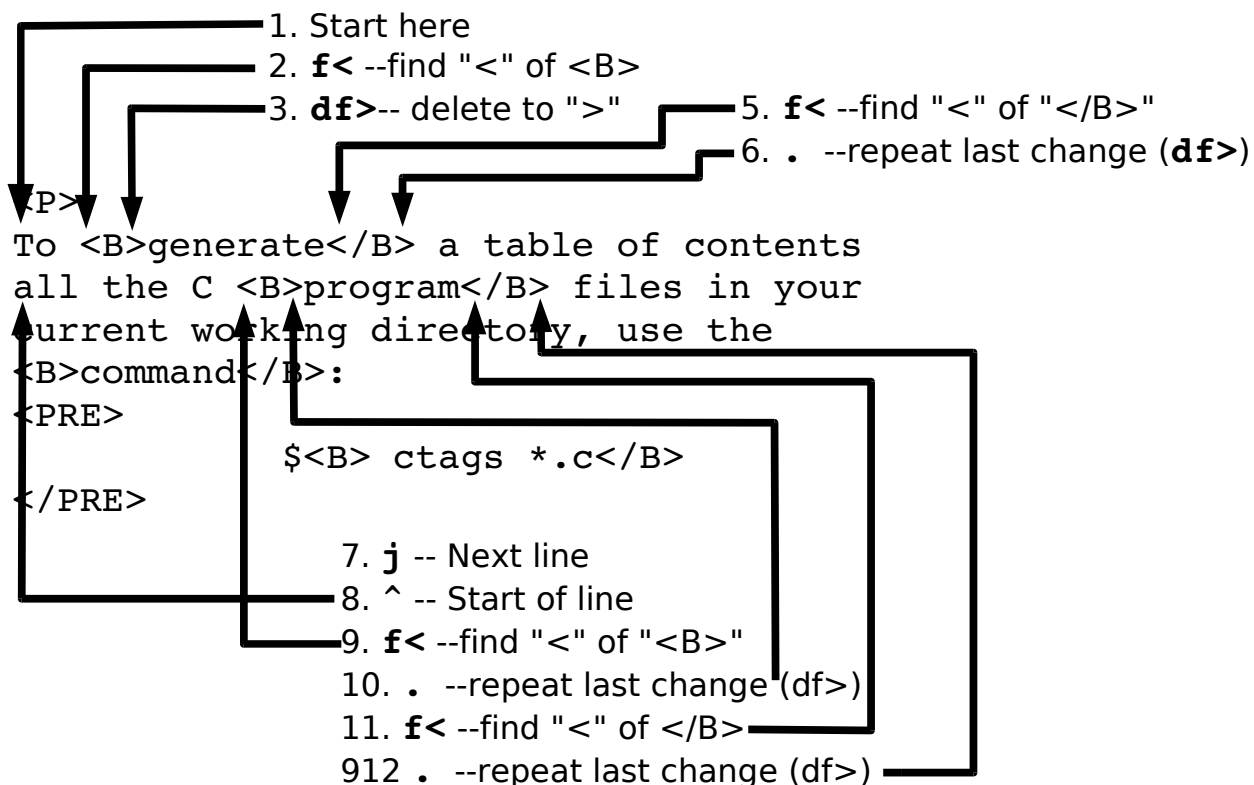 1. Start here
2. f< --find "<" of <B>
3. df>-- delete to ">"
5. f< --find "<" of "</B>"
6. . --repeat last change (df>)
<P>
To <B>generate</B> a table of contents
all the C <B>program</B> files in your
current working directory, use the
<B>command</B>:
<PRE>
$<B> ctags *.c</B>
</PRE>
7. j -- Next line
8. ^ -- Start of line
9. f< --find "<" of "<B>"
10. . --repeat last change (df>)
11. f< --find "<" of </B>
912 . --repeat last change (df>)